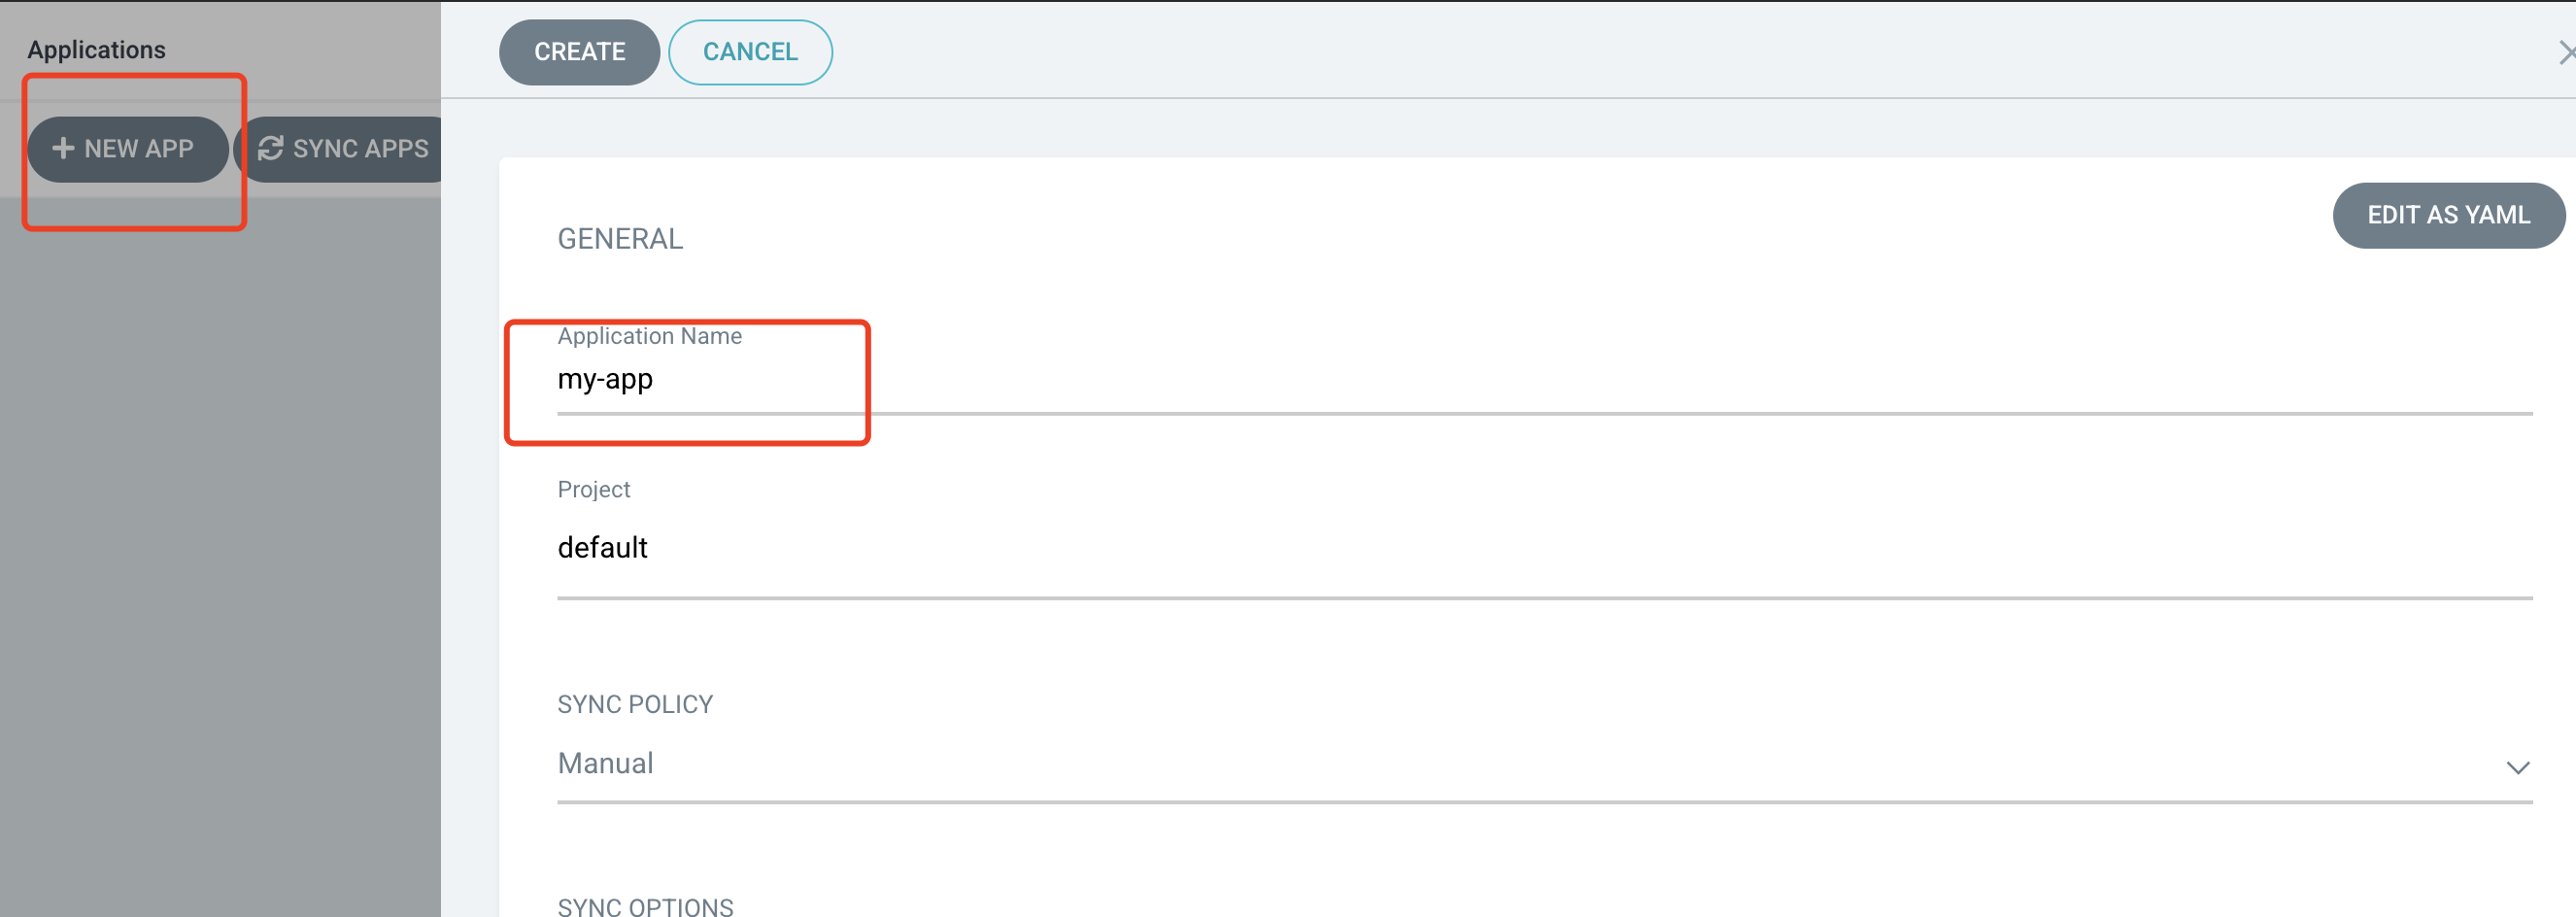 Applications
NEW APP
SYNC APPS
CREATE
CANCEL
EDIT AS YAML
GENERAL
Application Name
my-app
Project
default
SYNC POLICY
Manual
SYNC OPTIONS